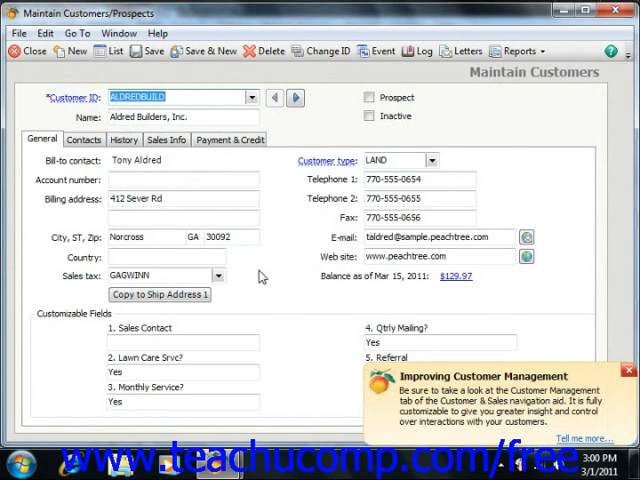 Maintain Customers/Prospects
File Edit Go To Window Help
Close New List Save Save & New Delete Change ID Event Log Letters Reports
Maintain Customers
*Customer ID: ALDREDBUILD
Prospect
Name: Aldred Builders, Inc.
Inactive
General Contacts History Sales Info Payment & Credit
Bill-to contact: Tony Aldred
Customer type: LAND
Account number:
Telephone 1: 770-555-0654
Billing address: 412 Sever Rd
Telephone 2: 770-555-0655
Fax: 770-555-0656
City, ST, Zip: Norcross GA 30092
E-mail: taldred@sample.peachtree.com
Country:
Web site: www.peachtree.com
Sales tax: GAGWINN
Balance as of Mar 15, 2011: $129.97
Copy to Ship Address 1
Customizable Fields
1. Sales Contact
4. Qtrly Mailing?
Yes
2. Lawn Care Srvc?
5. Referral
Yes
3. Monthly Service?
Yes
Improving Customer Management
Be sure to take a look at the Customer Management
tab of the Customer & Sales navigation aid. It is fully
customizable to give you greater insight and control
over interactions with your customers.
Tell me more...
www.teachucomp.com/free
3:00 PM
3/1/2011